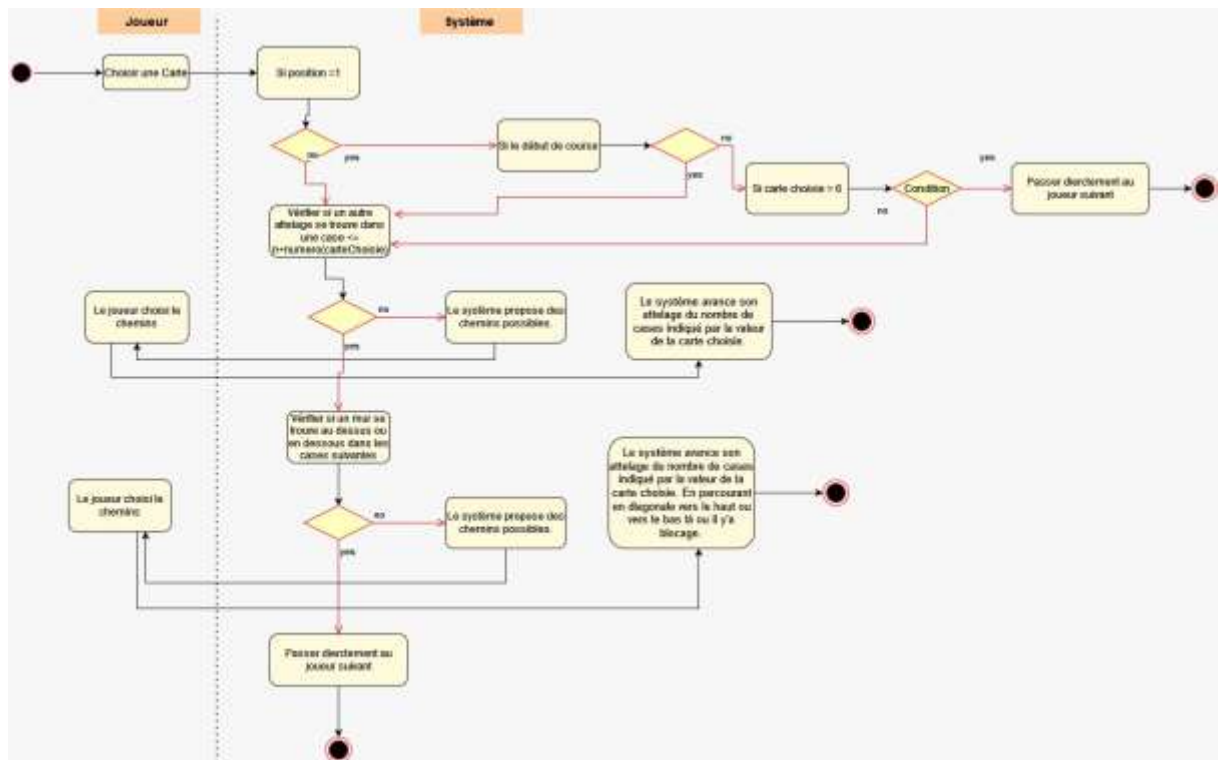 Joueur
Système
Choisir une Carte
Si position =1
no
yes
Si le début de course
no
yes
Si carte choisie = 6
Condition
yes
no
Passer dierctement au
joueur suivant
Vérifier si un autre
attelage se trouve dans
une case <=
n+numero(carteChoisie)
Le joueur choisi le
chemins
no
yes
Le système propose des
chemins possibles.
Le système avance son
attelage du nombre de
cases indiqué par la valeur
de la carte choisie.
Vérifier si un mur se
trouve au dessus ou
en dessous dans les
cases suivantes
Le joueur choisi le
chemins
no
yes
Le système propose des
chemins possibles.
Le système avance son
attelage du nombre de cases
indiqué par la valeur de la
carte choisie. En parcourant
en diagonale vers le haut ou
vers le bas là ou il y'a
blocage.
Passer dierctement au
joueur suivant